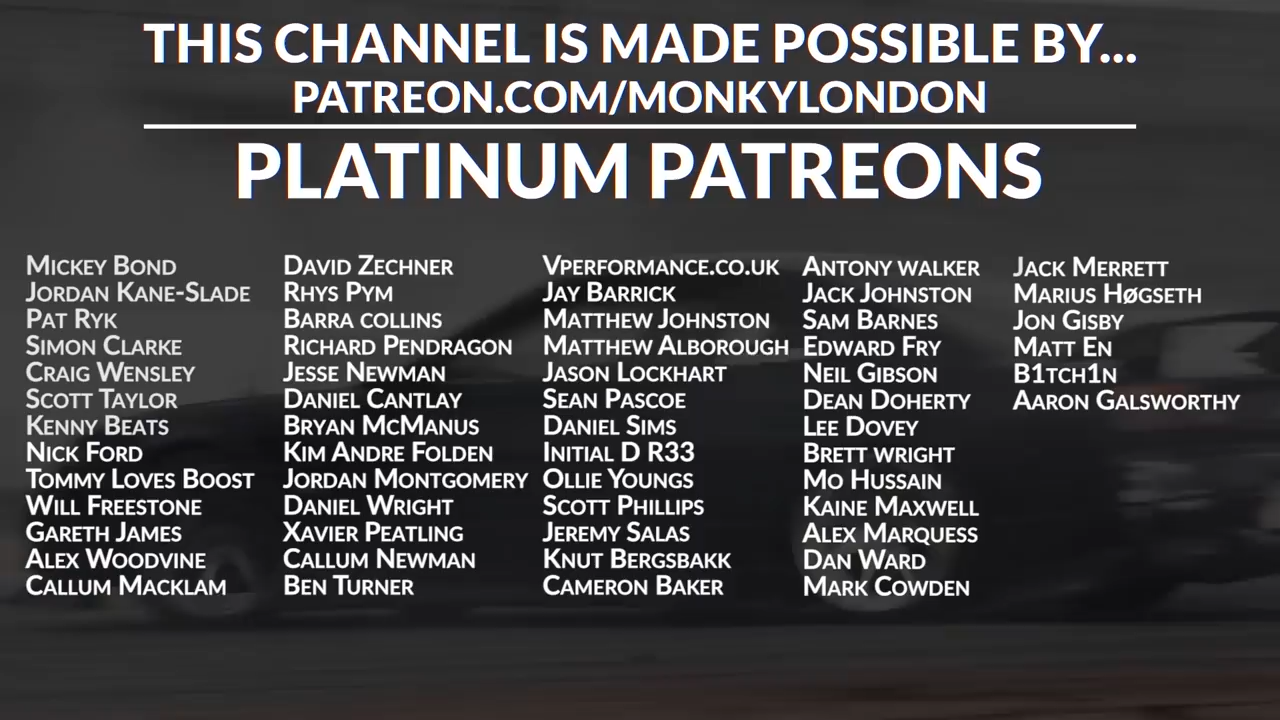 THIS CHANNEL IS MADE POSSIBLE BY...
PATREON.COM/MONKYLONDON
PLATINUM PATREONS
MICKEY BOND
JORDAN KANE-SLADE
PAT RYK
SIMON CLARKE
CRAIG WENSLEY
SCOTT TAYLOR
KENNY BEATS
NICK FORD
TOMMY LOVES BOOST
WILL FREESTONE
GARETH JAMES
ALEX WOODVINE
CALLUM MACKLAM
DAVID ZECHNER
RHYS PYM
BARRA COLLINS
RICHARD PENDRAGON
JESSE NEWMAN
DANIEL CANTLAY
BRYAN MCMANUS
KIM ANDRE FOLDEN
JORDAN MONTGOMERY
DANIEL WRIGHT
XAVIER PEATLING
CALLUM NEWMAN
BEN TURNER
VPERFORMANCE.CO.UK
JAY BARRICK
MATTHEW JOHNSTON
MATTHEW ALBOROUGH
JASON LOCKHART
SEAN PASCOE
DANIEL SIMS
INITIAL D R33
OLLIE YOUNGS
SCOTT PHILLIPS
JEREMY SALAS
KNUT BERGSBAKK
CAMERON BAKER
ANTONY WALKER
JACK JOHNSTON
SAM BARNES
EDWARD FRY
NEIL GIBSON
DEAN DOHERTY
LEE DOVEY
BRETT WRIGHT
MO HUSSAIN
KAINE MAXWELL
ALEX MARQUESS
DAN WARD
MARK COWDEN
JACK MERRETT
MARIUS HøGSETH
JON GISBY
MATT EN
B1TCH1N
AARON GALSWORTHY